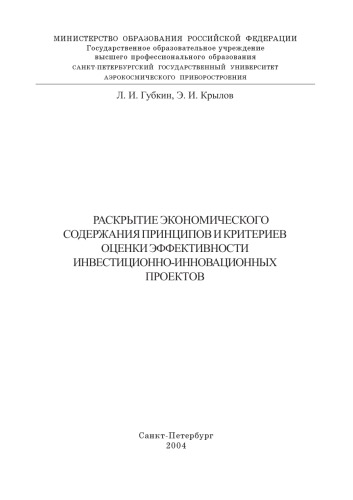 МИНИСТЕРСТВО ОБРАЗОВАНИЯ РОССИЙСКОЙ ФЕДЕРАЦИИ
Государственное образовательное учреждение
высшего профессионального образования
САНКТ-ПЕТЕРБУРГСКИЙ ГОСУДАРСТВЕННЫЙ УНИВЕРСИТЕТ
АЭРОКОСМИЧЕСКОГО ПРИБОРОСТРОЕНИЯ
Л. И. Губкин, Э. И. Крылов
РАСКРЫТИЕ ЭКОНОМИЧЕСКОГО
СОДЕРЖАНИЯ ПРИНЦИПОВ И КРИТЕРИЕВ
ОЦЕНКИ ЭФФЕКТИВНОСТИ
ИНВЕСТИЦИОННО-ИННОВАЦИОННЫХ
ПРОЕКТОВ
Санкт-Петербург
2004